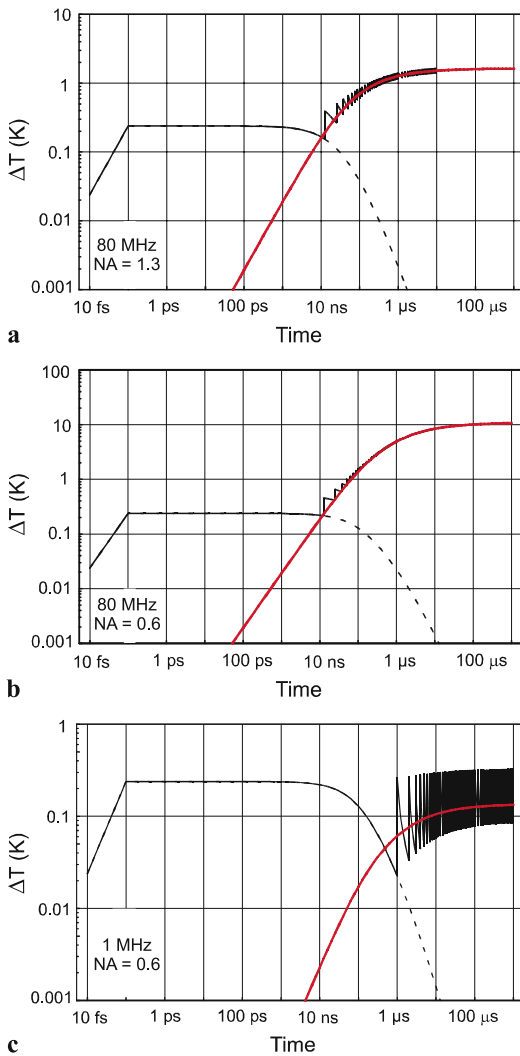 10
1
0.1
0.01
0.001
ΔT (K)
80 MHz
NA = 1.3
10 fs 1 ps 100 ps 10 ns 1 μs 100 μs
Time
a
100
10
1
0.1
0.01
0.001
ΔT (K)
80 MHz
NA = 0.6
10 fs 1 ps 100 ps 10 ns 1 μs 100 μs
Time
b
1
0.1
0.01
0.001
ΔT (K)
1 MHz
NA = 0.6
10 fs 1 ps 100 ps 10 ns 1 μs 100 μs
Time
c